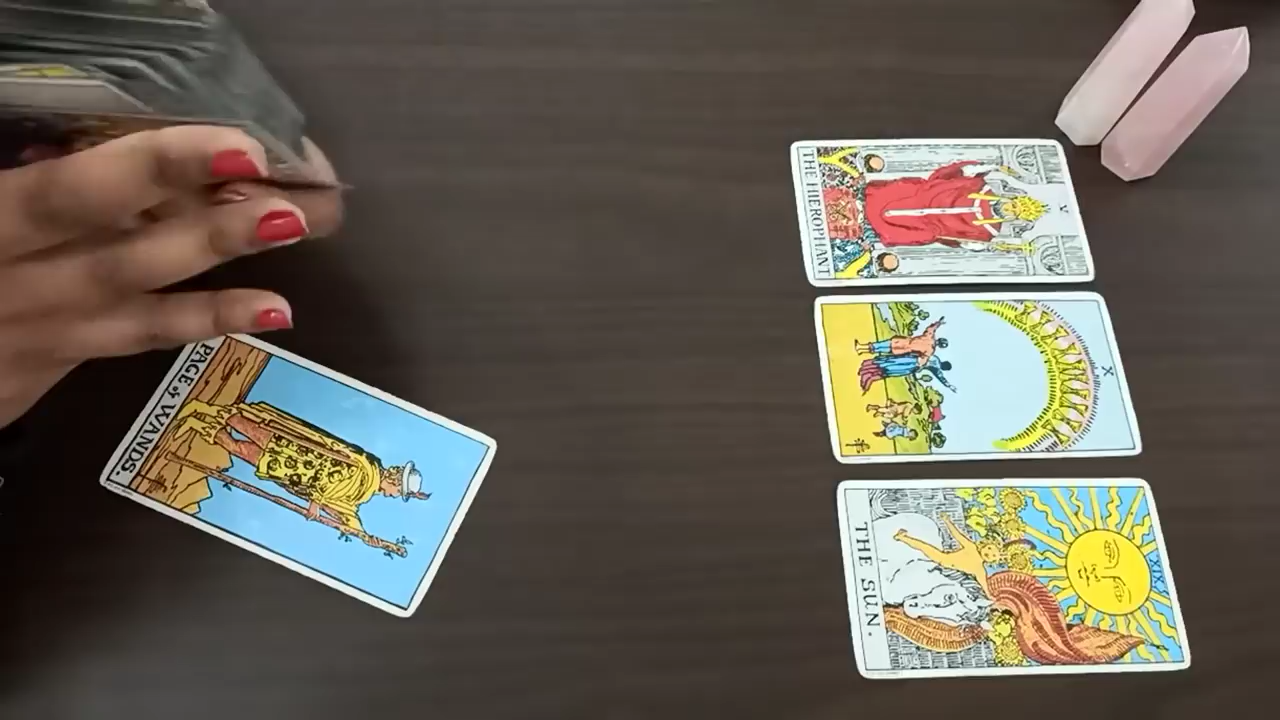 THE HIEROPHANT
V
X
PAGE of WANDS.
THE SUN.
XIX